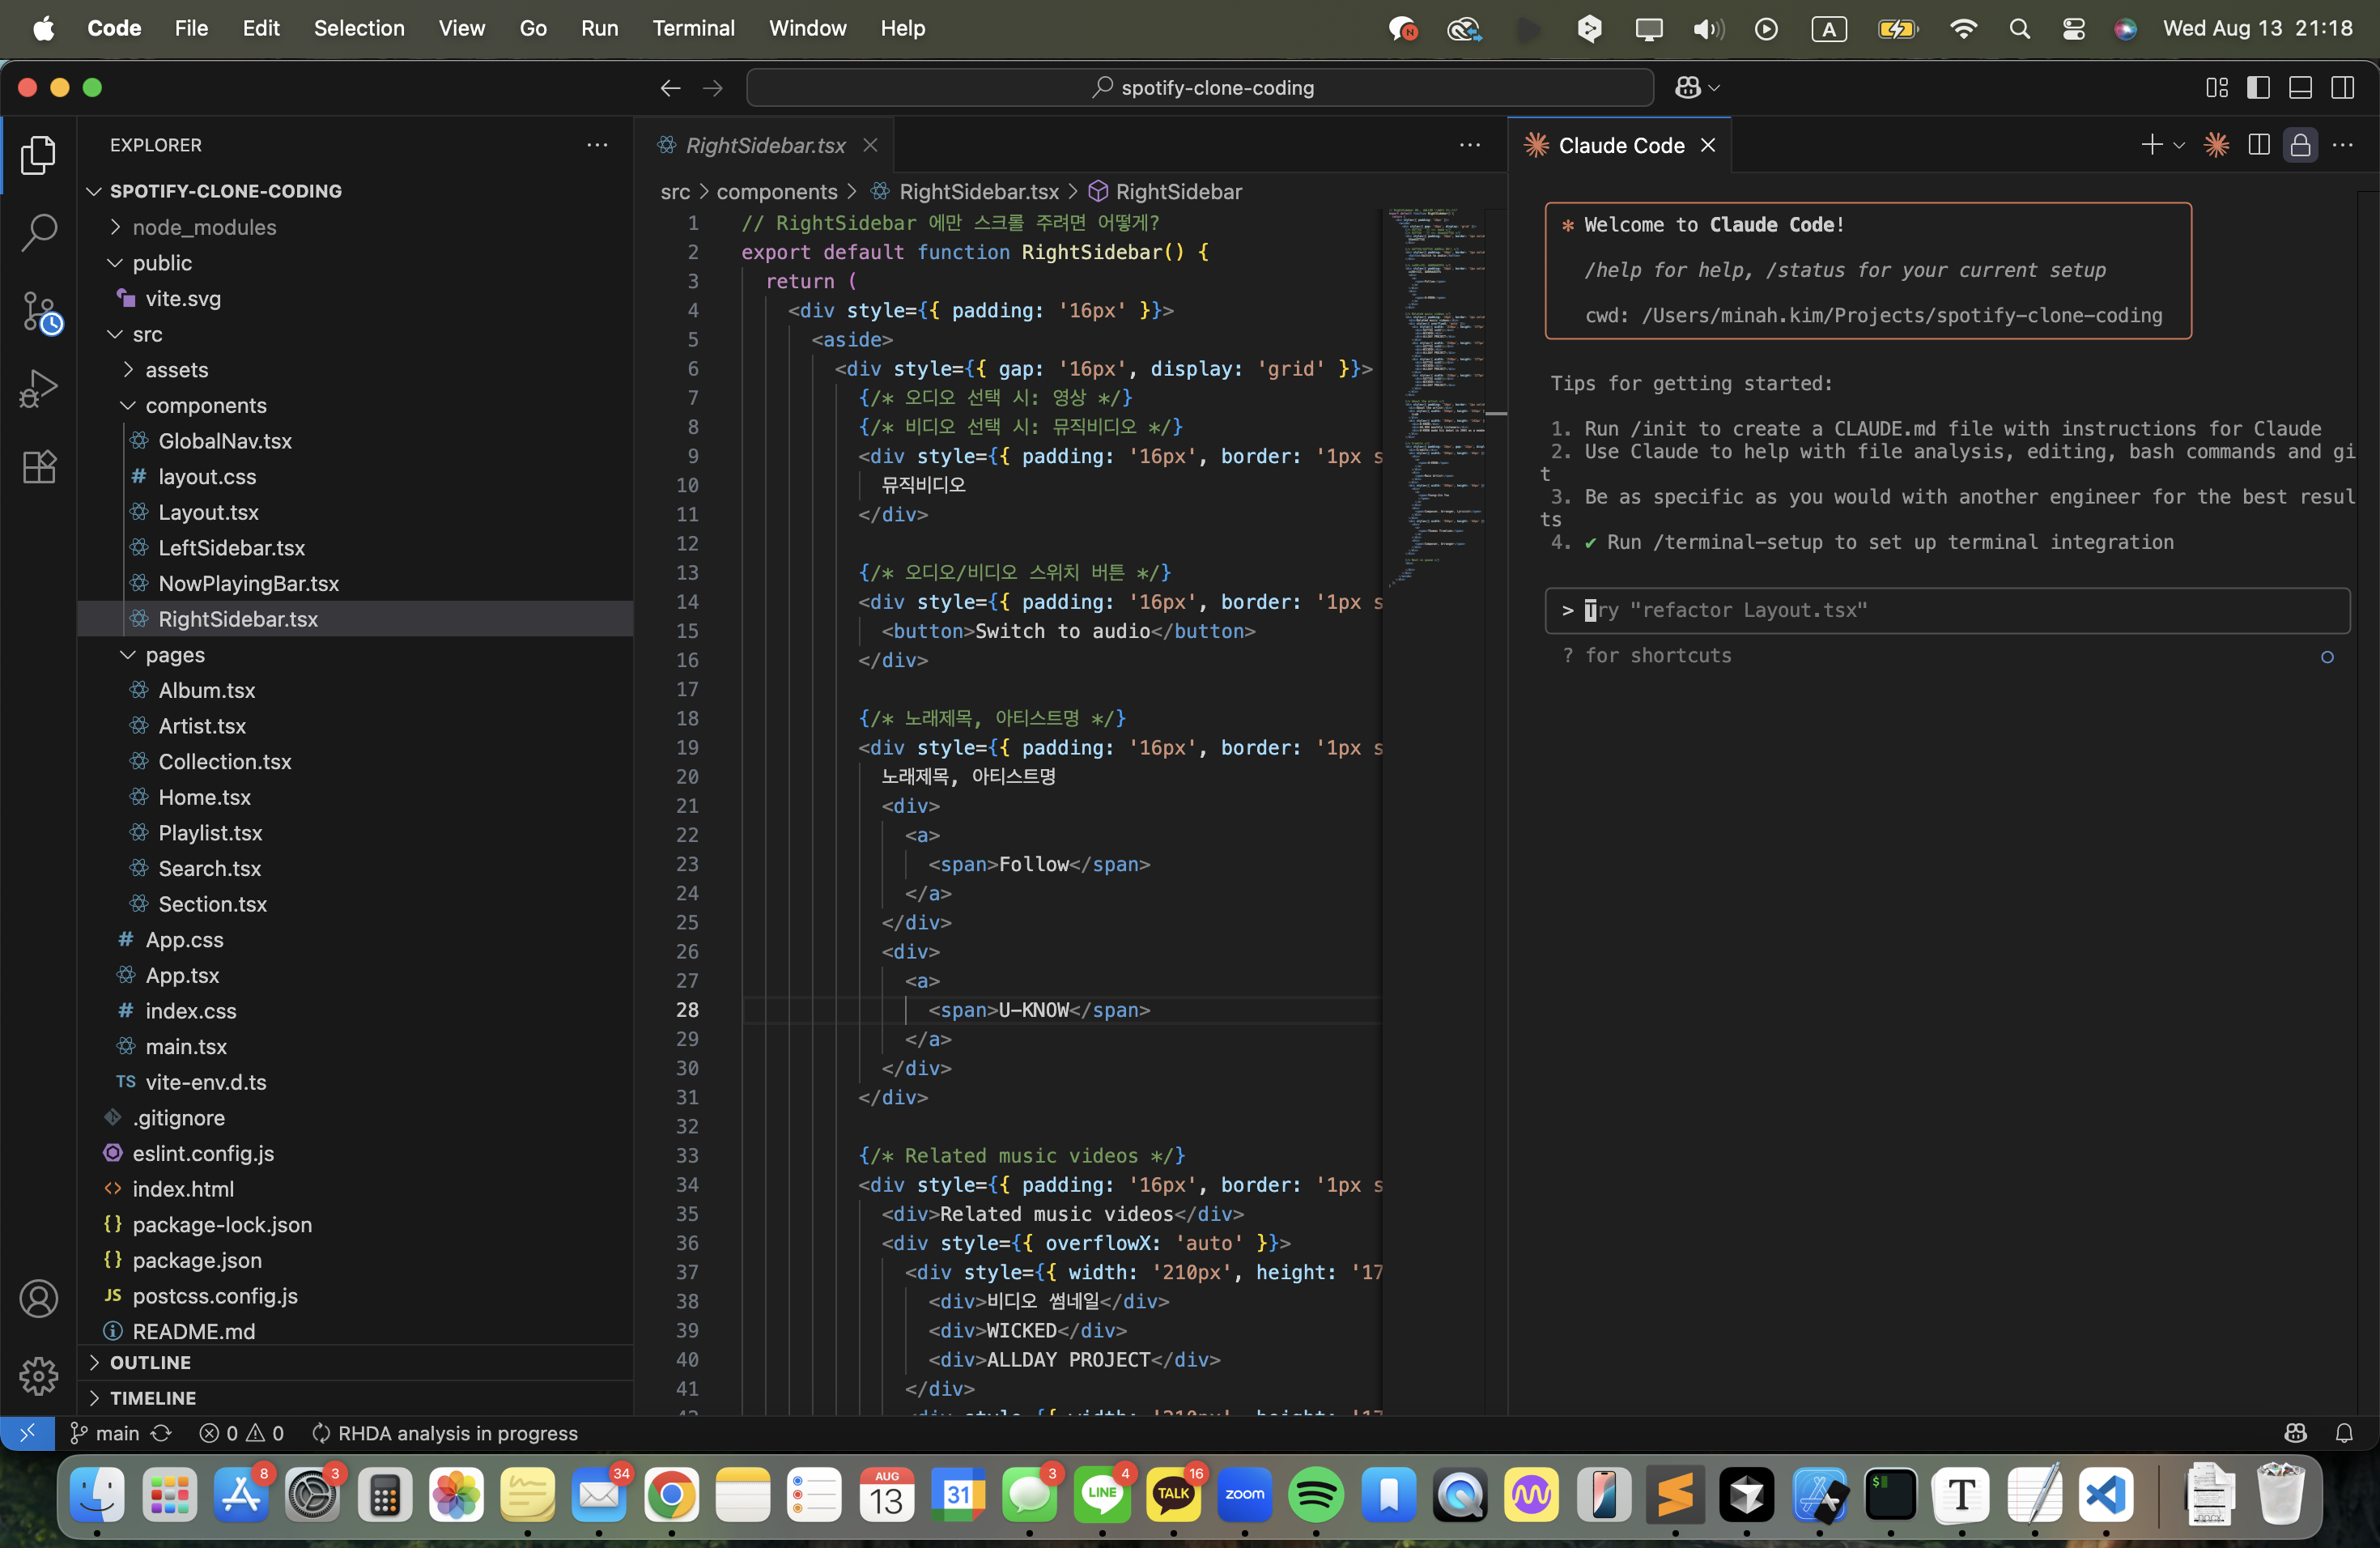 Code File Edit Selection View Go Run Terminal Window Help
N A Wed Aug 13 21:18
spotify-clone-coding
EXPLORER
SPOTIFY-CLONE-CODING
node_modules
public
vite.svg
src
assets
components
GlobalNav.tsx
# layout.css
Layout.tsx
LeftSidebar.tsx
NowPlayingBar.tsx
RightSidebar.tsx
pages
Album.tsx
Artist.tsx
Collection.tsx
Home.tsx
Playlist.tsx
Search.tsx
Section.tsx
# App.css
App.tsx
# index.css
main.tsx
TS vite-env.d.ts
.gitignore
eslint.config.js
<> index.html
{} package-lock.json
{} package.json
JS postcss.config.js
README.md
OUTLINE
TIMELINE
RightSidebar.tsx
src > components > RightSidebar.tsx > RightSidebar
1 // RightSidebar 에만 스크롤 주려면 어떻게?
2 export default function RightSidebar() {
3 return (
4 <div style={{ padding: '16px' }}>
5 <aside>
6 <div style={{ gap: '16px', display: 'grid' }}>
7 {/* 오디오 선택 시: 영상 */}
8 {/* 비디오 선택 시: 뮤직비디오 */}
9 <div style={{ padding: '16px', border: '1px s
10 뮤직비디오
11 </div>
12
13 {/* 오디오/비디오 스위치 버튼 */}
14 <div style={{ padding: '16px', border: '1px s
15 <button>Switch to audio</button>
16 </div>
17
18 {/* 노래제목, 아티스트명 */}
19 <div style={{ padding: '16px', border: '1px s
20 노래제목, 아티스트명
21 <div>
22 <a>
23 <span>Follow</span>
24 </a>
25 </div>
26 <div>
27 <a>
28 <span>U-KNOW</span>
29 </a>
30 </div>
31 </div>
32
33 {/* Related music videos */}
34 <div style={{ padding: '16px', border: '1px s
35 <div>Related music videos</div>
36 <div style={{ overflowX: 'auto' }}>
37 <div style={{ width: '210px', height: '17
38 <div>비디오 썸네일</div>
39 <div>WICKED</div>
40 <div>ALLDAY PROJECT</div>
41 </div>
Claude Code
✻ Welcome to Claude Code!
/help for help, /status for your current setup
cwd: /Users/minah.kim/Projects/spotify-clone-coding
Tips for getting started:
1. Run /init to create a CLAUDE.md file with instructions for Claude
2. Use Claude to help with file analysis, editing, bash commands and gi
t
3. Be as specific as you would with another engineer for the best resul
ts
4. ✔ Run /terminal-setup to set up terminal integration
> Try "refactor Layout.tsx"
? for shortcuts
main 0 0 RHDA analysis in progress
8 3 34 3 4 16
AUG
13
31
LINE
TALK
zoom
$
T
DOCX